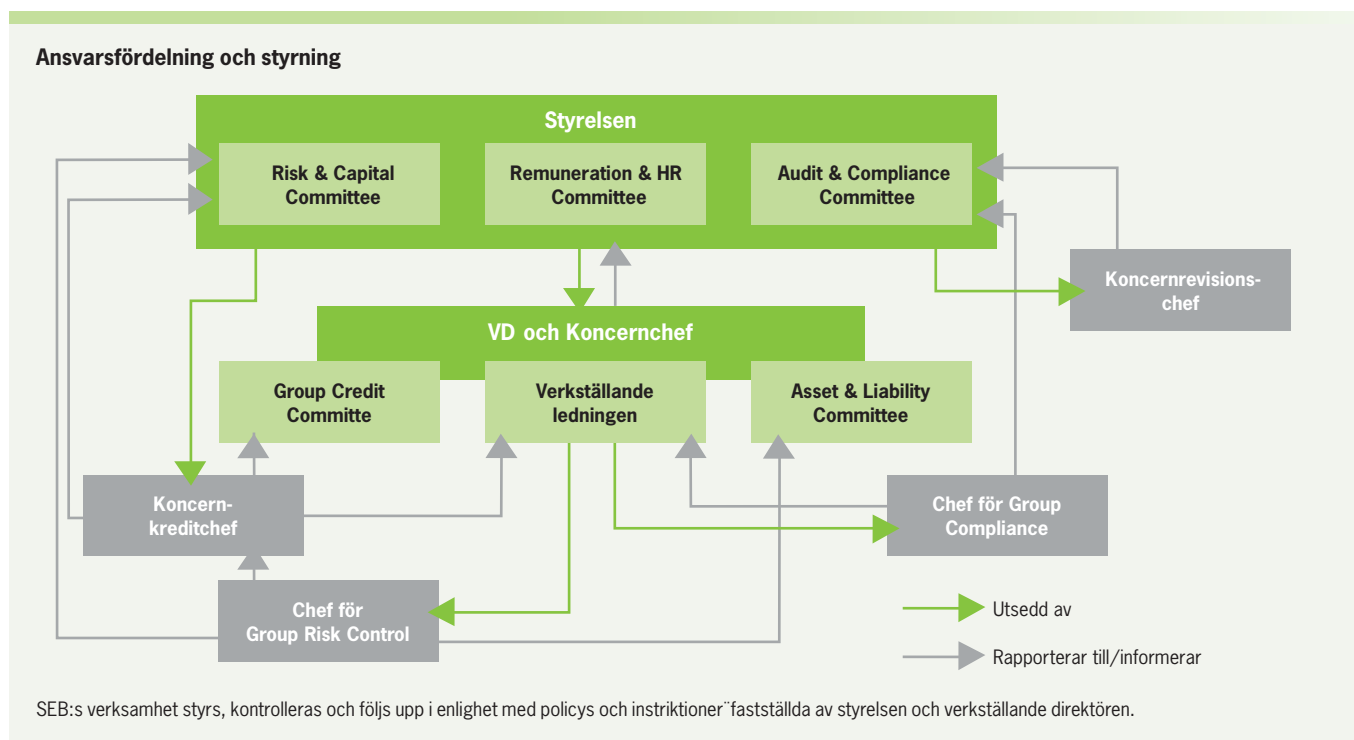 Ansvarsfördelning och styrning
Styrelsen
Risk & Capital
Committee
Remuneration & HR
Committee
Audit & Compliance
Committee
Koncernrevisions-
chef
VD och Koncernchef
Group Credit
Committe
Verkställande
ledningen
Asset & Liability
Committee
Koncern-
kreditchef
Chef för Group
Compliance
Chef för
Group Risk Control
Utsedd av
Rapporterar till/informerar
SEB:s verksamhet styrs, kontrolleras och följs upp i enlighet med policys och instriktioner¨fastställda av styrelsen och verkställande direktören.